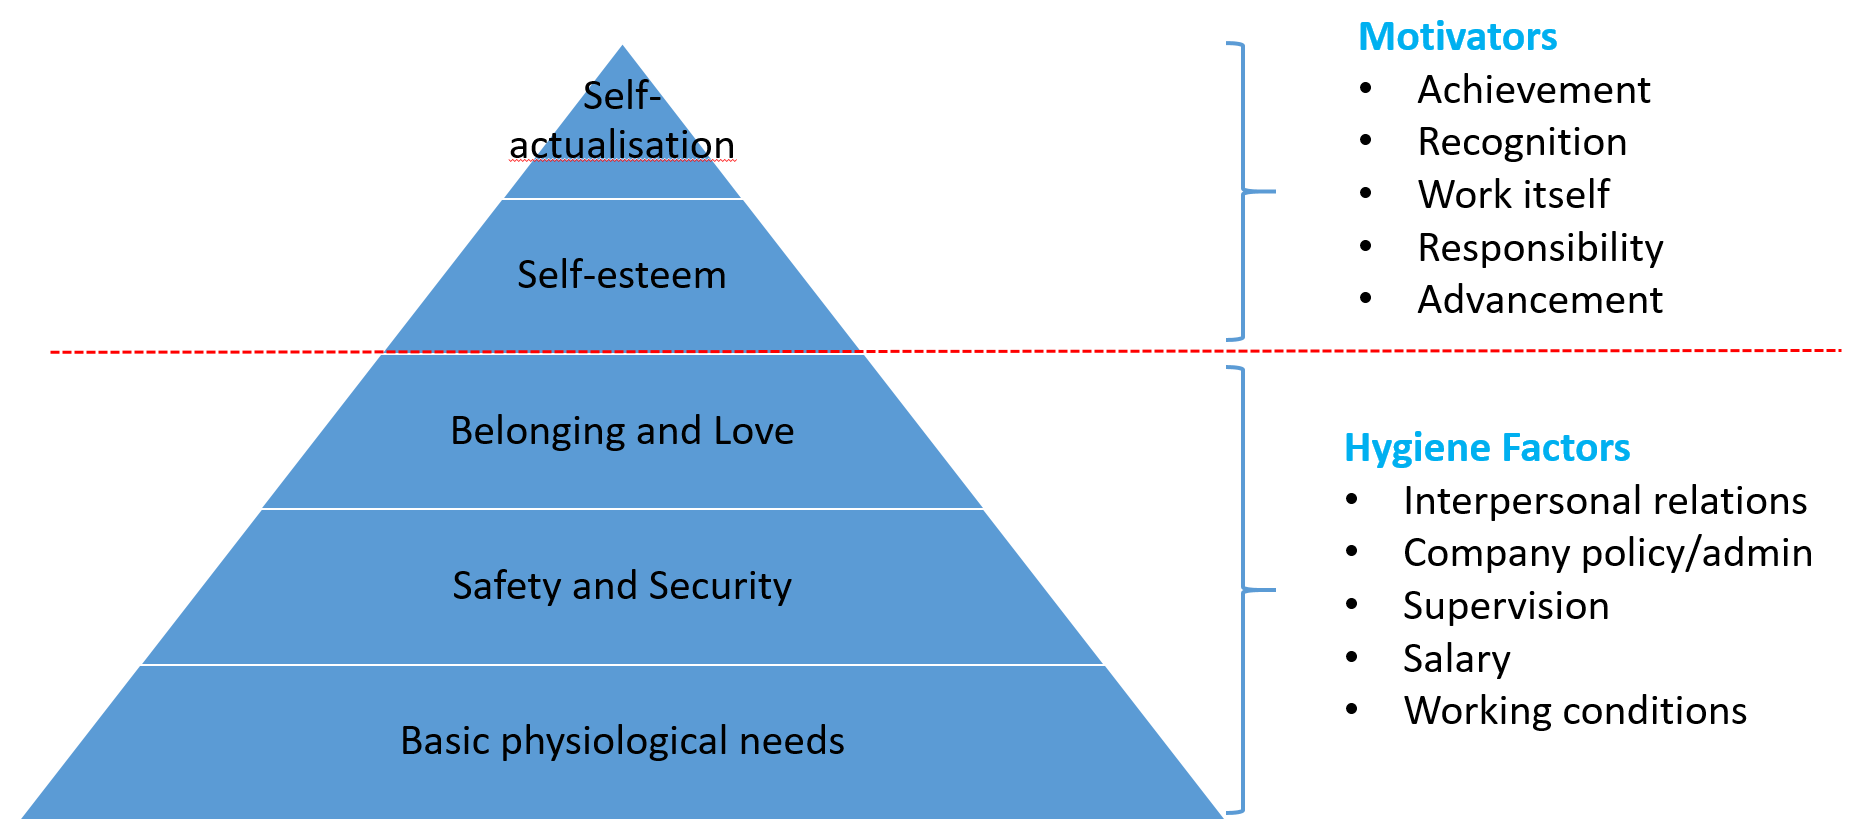 Self-
actualisation
Self-esteem
Belonging and Love
Safety and Security
Basic physiological needs
Motivators
• Achievement
• Recognition
• Work itself
• Responsibility
• Advancement
Hygiene Factors
• Interpersonal relations
• Company policy/admin
• Supervision
• Salary
• Working conditions